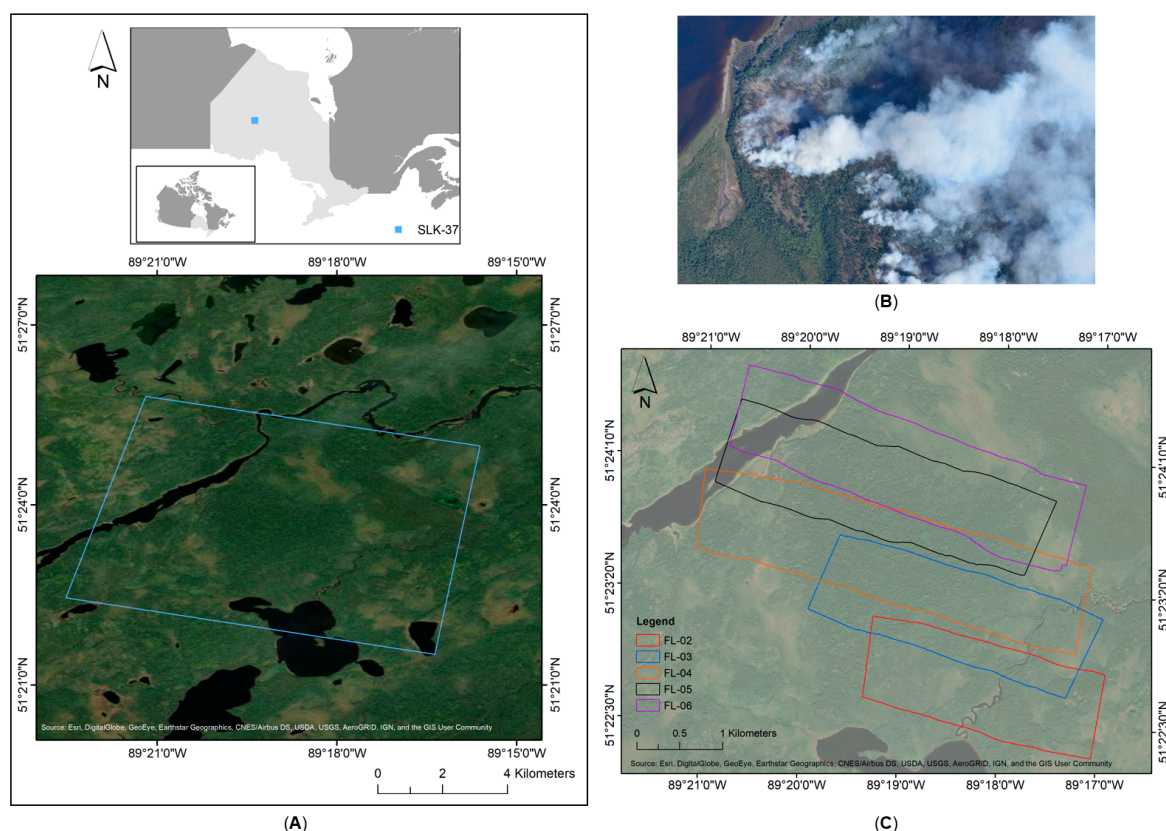 N
SLK-37
89°21'0"W 89°18'0"W 89°15'0"W
51°27'0"N 51°27'0"N
51°24'0"N 51°24'0"N
51°21'0"N 51°21'0"N
Source: Esri, DigitalGlobe, GeoEye, Earthstar Geographics, CNES/Airbus DS, USDA, USGS, AeroGRID, IGN, and the GIS User Community
89°21'0"W 89°18'0"W 89°15'0"W
0 2 4 Kilometers
(A)
(B)
89°21'0"W 89°20'0"W 89°19'0"W 89°18'0"W 89°17'0"W
N
51°24'10"N 51°24'10"N
51°23'20"N 51°23'20"N
51°22'30"N 51°22'30"N
Legend
FL-02
FL-03
FL-04
FL-05
FL-06
0 0.5 1 Kilometers
Source: Esri, DigitalGlobe, GeoEye, Earthstar Geographics, CNES/Airbus DS, USDA, USGS, AeroGRID, IGN, and the GIS User Community
89°21'0"W 89°20'0"W 89°19'0"W 89°18'0"W 89°17'0"W
(C)